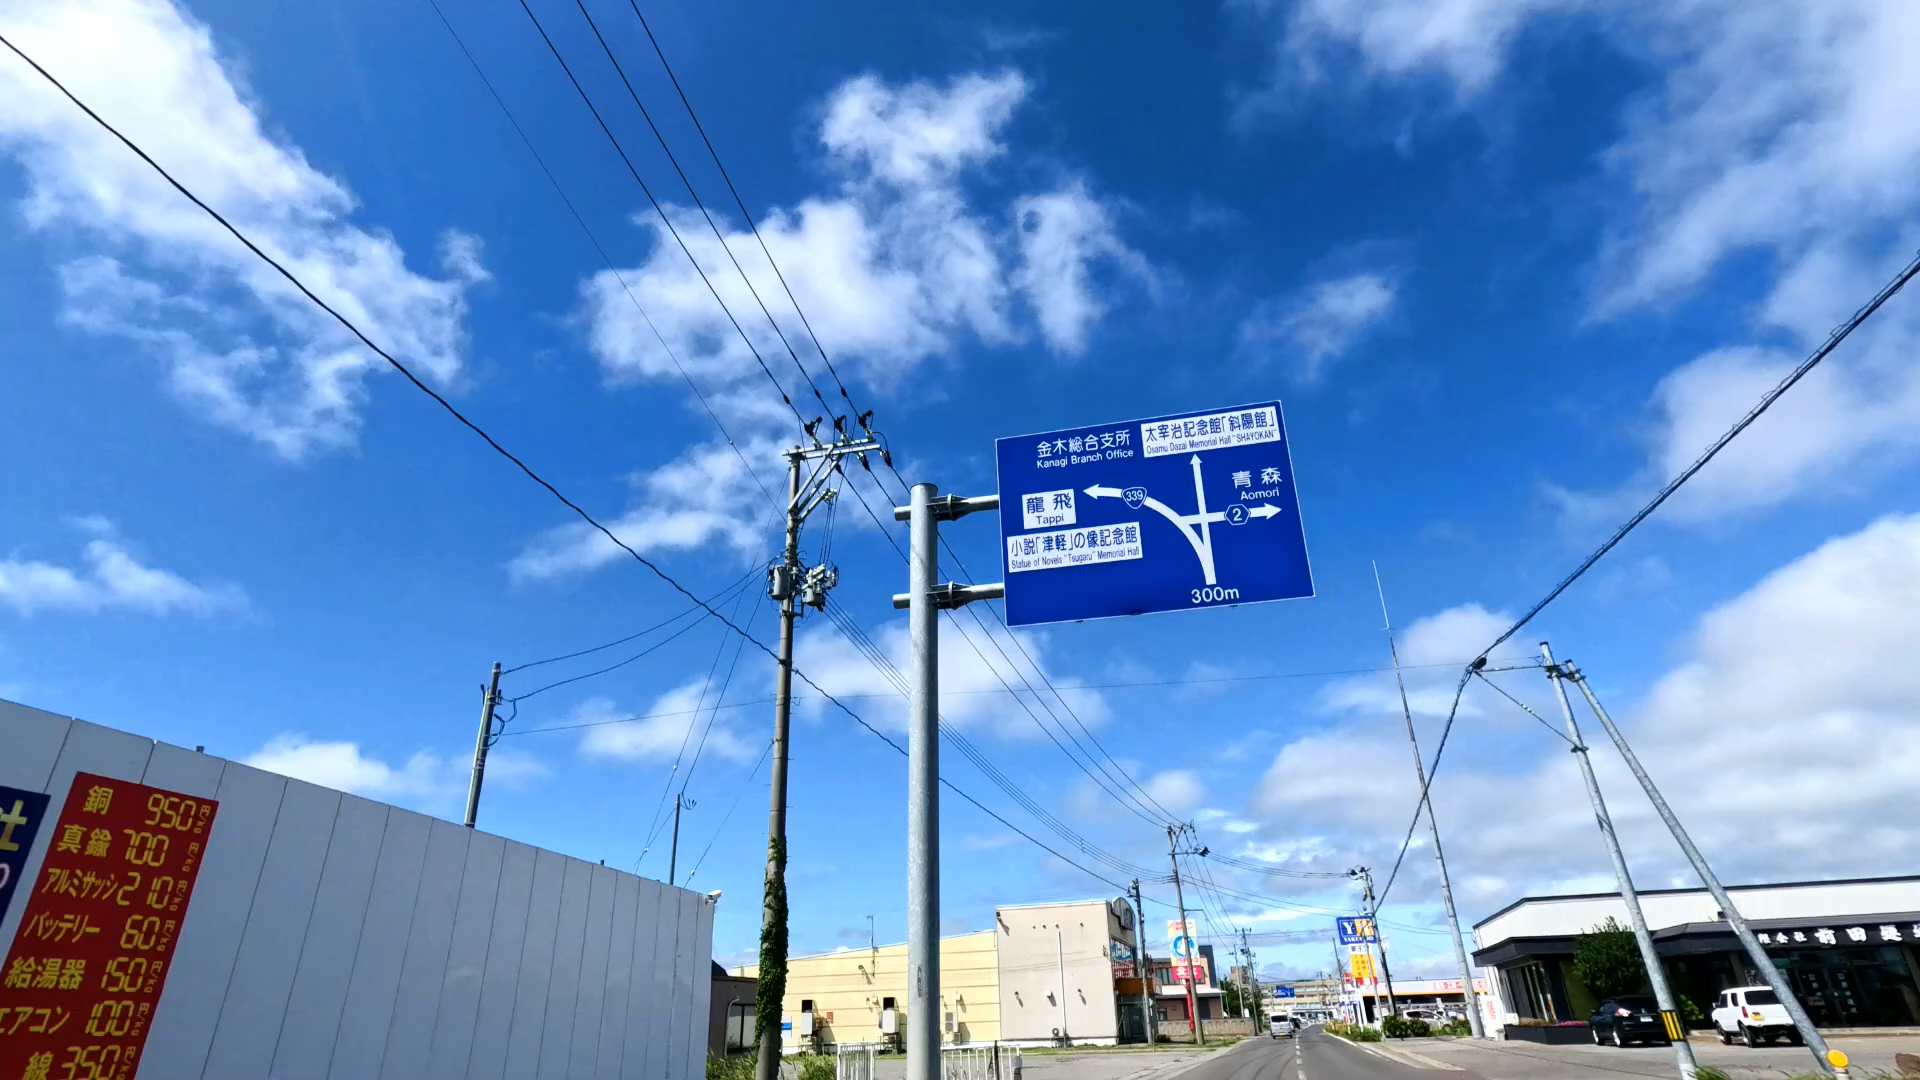 金木総合支所
Kanagi Branch Office
太宰治記念館「斜陽館」
Osamu Dazai Memorial Hall "SHAYOKAN"
龍飛
Tappi
339
青森
Aomori
2
小説「津軽」の像記念館
Statue of Novels "Tsugaru" Memorial Hall
300m
社
銅 950円/kg
真鍮 700円/kg
アルミサッシ 210円/kg
バッテリー 60円/kg
給湯器 150円/kg
エアコン 100円/kg
線 350円/kg